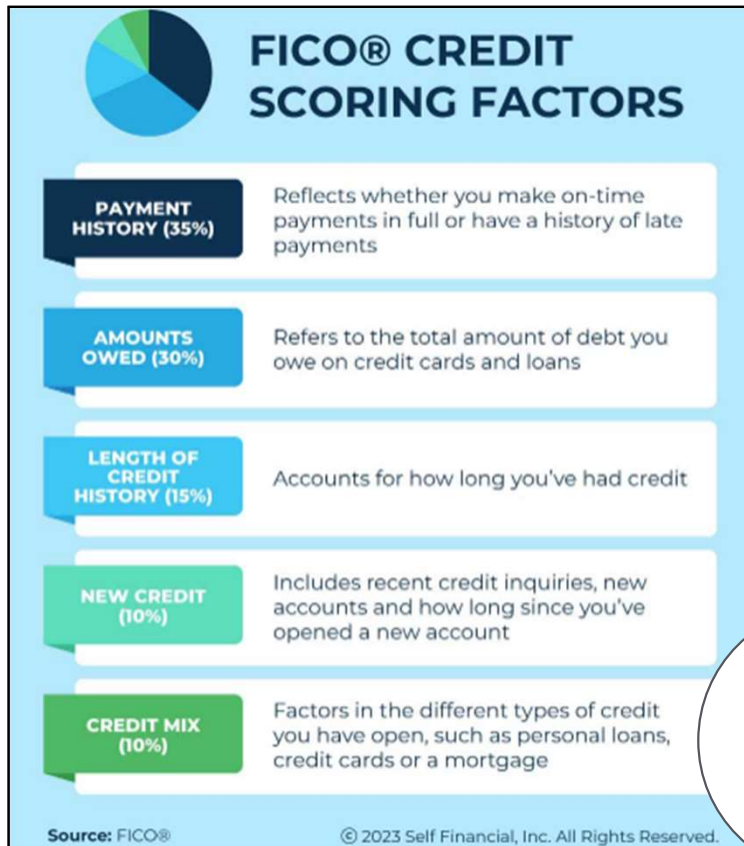 FICO® CREDIT
SCORING FACTORS
PAYMENT
HISTORY (35%)
Reflects whether you make on-time
payments in full or have a history of late
payments
AMOUNTS
OWED (30%)
Refers to the total amount of debt you
owe on credit cards and loans
LENGTH OF
CREDIT
HISTORY (15%)
Accounts for how long you’ve had credit
NEW CREDIT
(10%)
Includes recent credit inquiries, new
accounts and how long since you’ve
opened a new account
CREDIT MIX
(10%)
Factors in the different types of credit
you have open, such as personal loans,
credit cards or a mortgage
Source: FICO®
© 2023 Self Financial, Inc. All Rights Reserved.